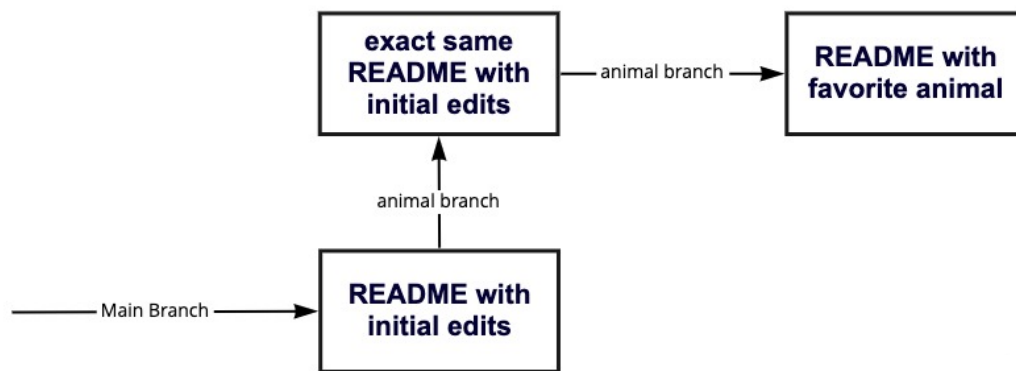 exact same
README with
initial edits
animal branch
README with
favorite animal
animal branch
Main Branch
README with
initial edits